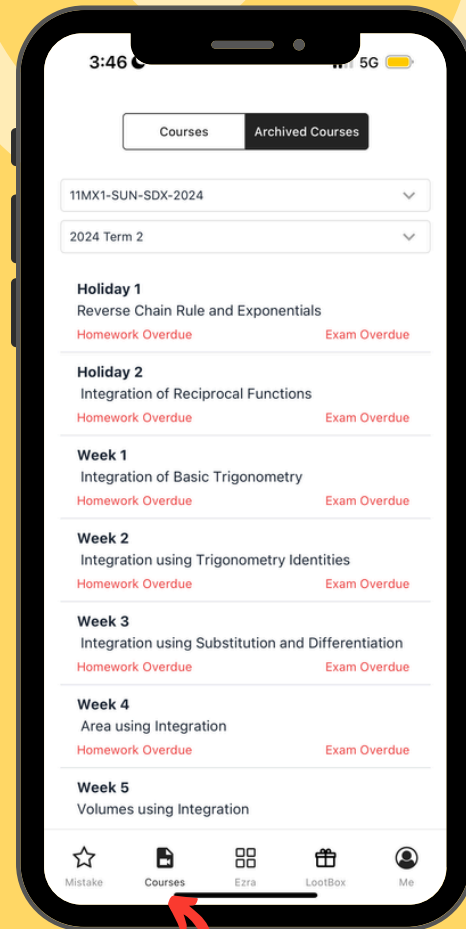 3:46
5G
Courses
Archived Courses
11MX1-SUN-SDX-2024
2024 Term 2
Holiday 1
Reverse Chain Rule and Exponentials
Homework Overdue Exam Overdue
Holiday 2
Integration of Reciprocal Functions
Homework Overdue Exam Overdue
Week 1
Integration of Basic Trigonometry
Homework Overdue Exam Overdue
Week 2
Integration using Trigonometry Identities
Homework Overdue Exam Overdue
Week 3
Integration using Substitution and Differentiation
Homework Overdue Exam Overdue
Week 4
Area using Integration
Homework Overdue Exam Overdue
Week 5
Volumes using Integration
Mistake Courses Ezra LootBox Me